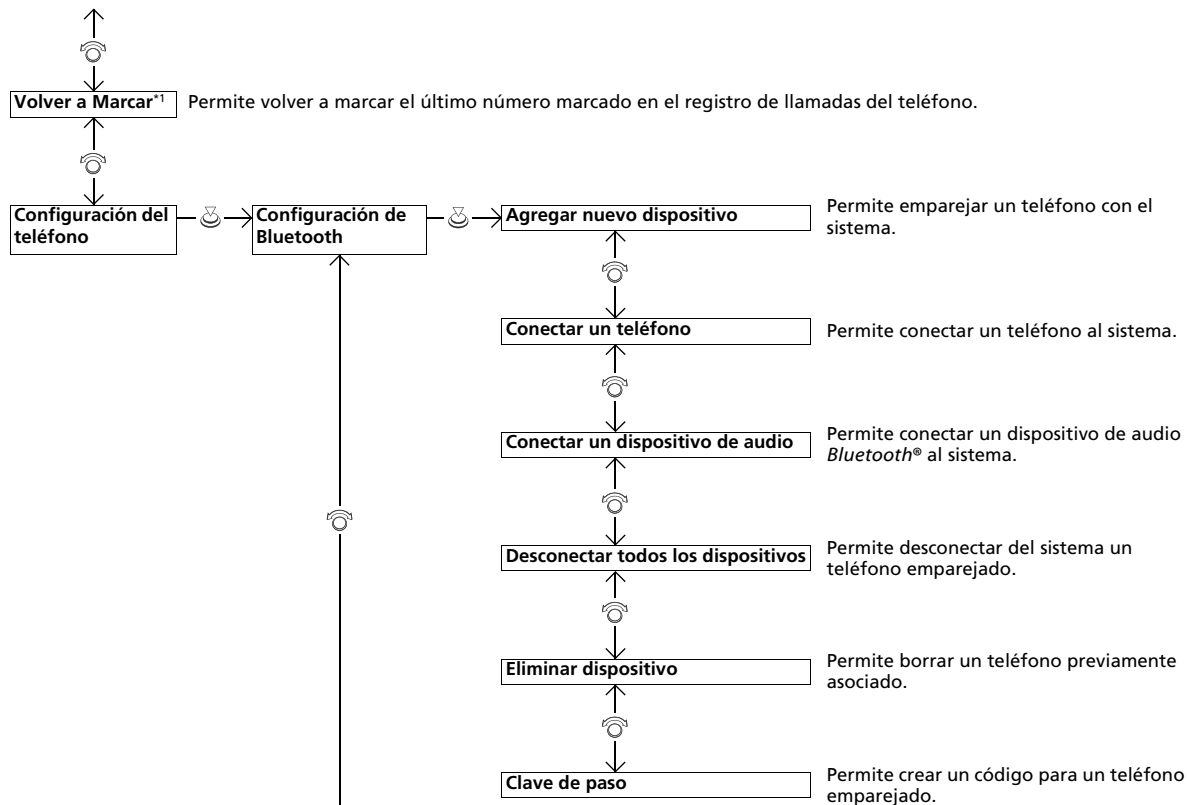 Volver a Marcar*1
Permite volver a marcar el último número marcado en el registro de llamadas del teléfono.
Configuración del
teléfono
Configuración de
Bluetooth
Agregar nuevo dispositivo
Permite emparejar un teléfono con el
sistema.
Conectar un teléfono
Permite conectar un teléfono al sistema.
Conectar un dispositivo de audio
Permite conectar un dispositivo de audio
Bluetooth® al sistema.
Desconectar todos los dispositivos
Permite desconectar del sistema un
teléfono emparejado.
Eliminar dispositivo
Permite borrar un teléfono previamente
asociado.
Clave de paso
Permite crear un código para un teléfono
emparejado.